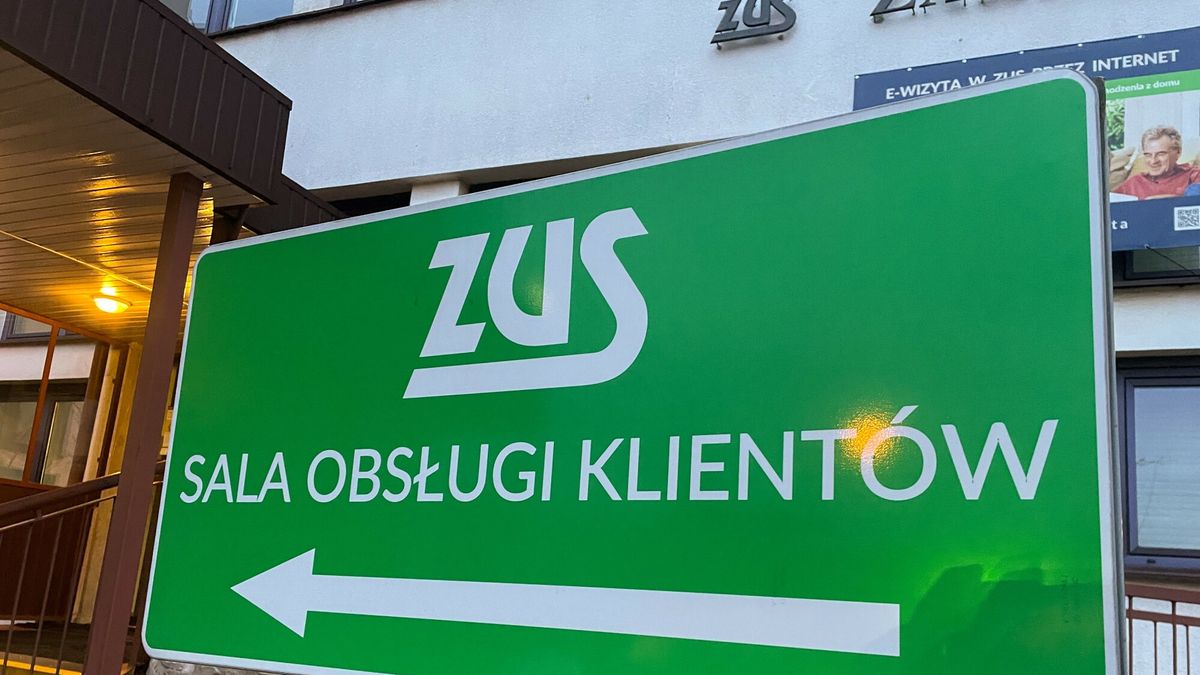 ZUS
E-WIZYTA W ZUS PRZEZ INTERNET
ZUS
SALA OBSŁUGI KLIENTÓW